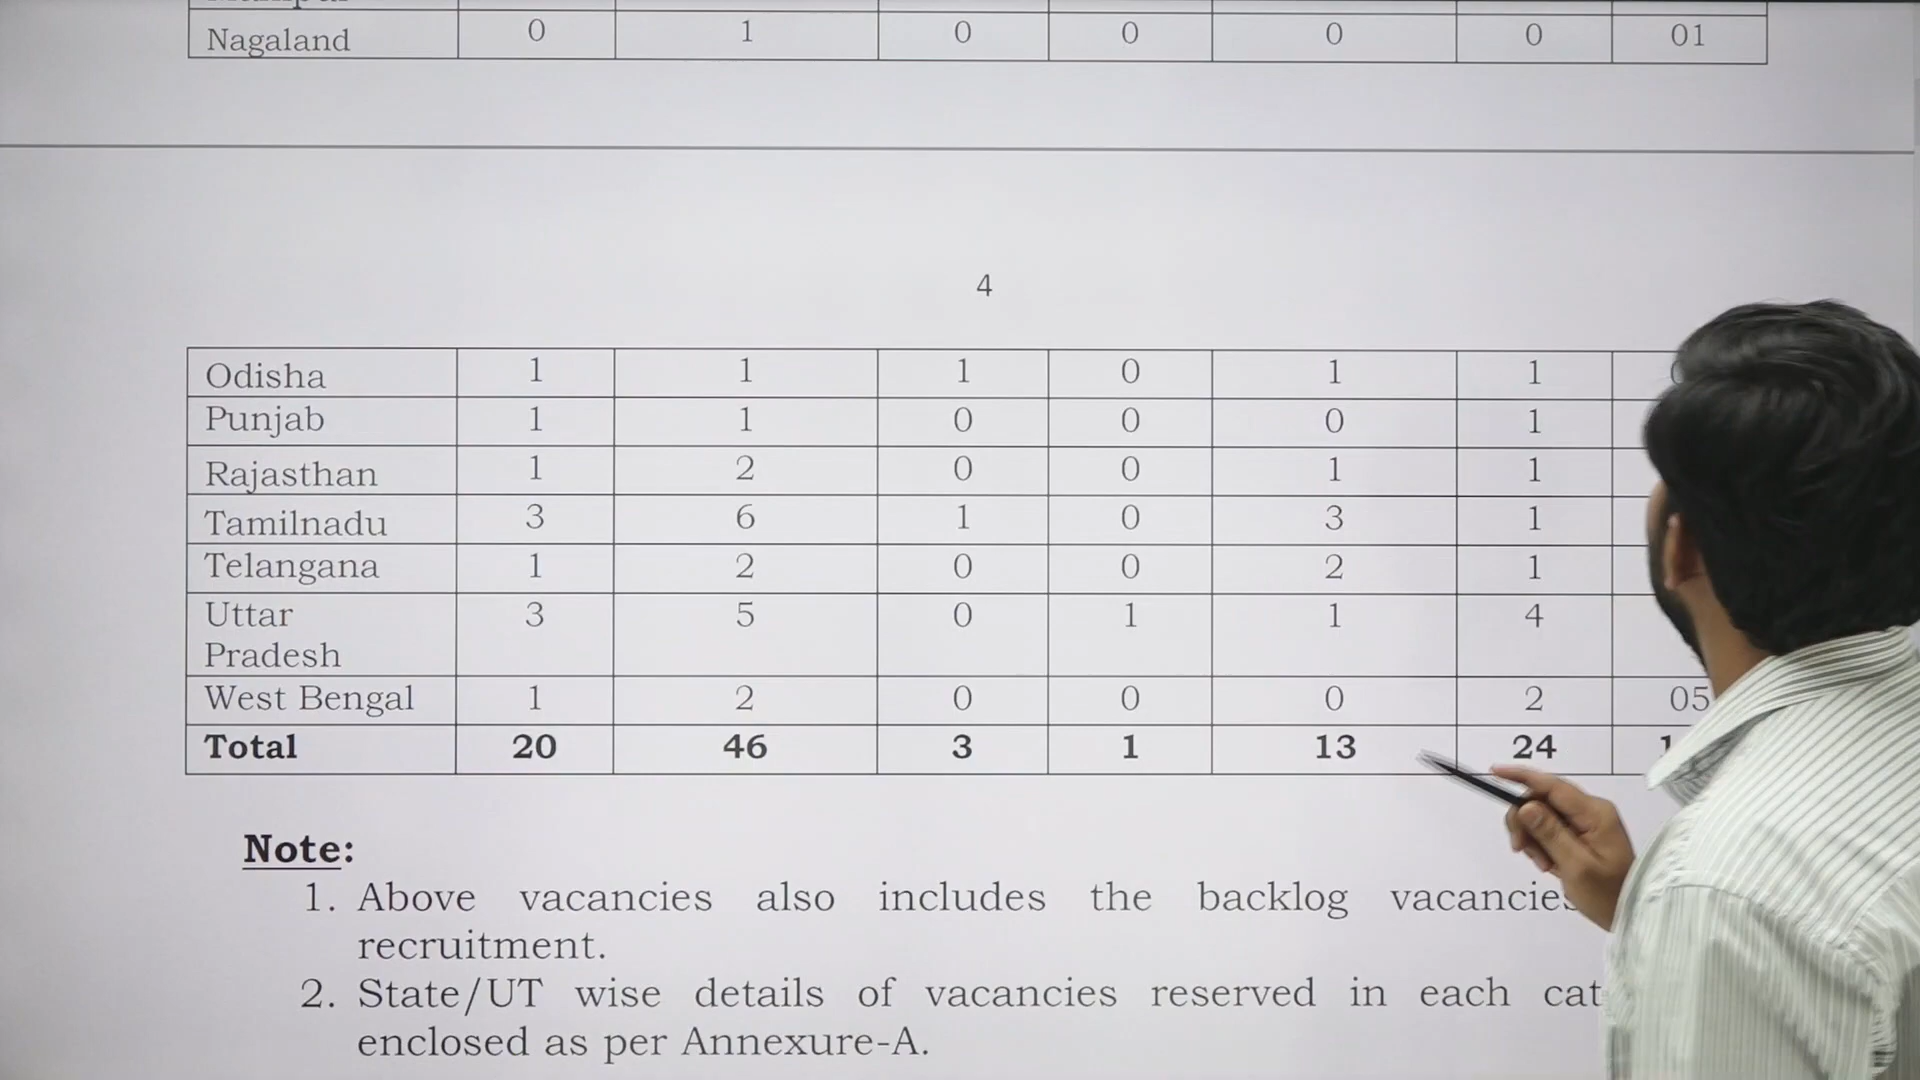 Nagaland 0 1 0 0 0 0 01
4
Odisha 1 1 1 0 1 1
Punjab 1 1 0 0 0 1
Rajasthan 1 2 0 0 1 1
Tamilnadu 3 6 1 0 3 1
Telangana 1 2 0 0 2 1
Uttar 3 5 0 1 1 4
Pradesh
West Bengal 1 2 0 0 0 2 05
Total 20 46 3 1 13 24
Note:
1. Above vacancies also includes the backlog vacancies
recruitment.
2. State/UT wise details of vacancies reserved in each cat
enclosed as per Annexure-A.